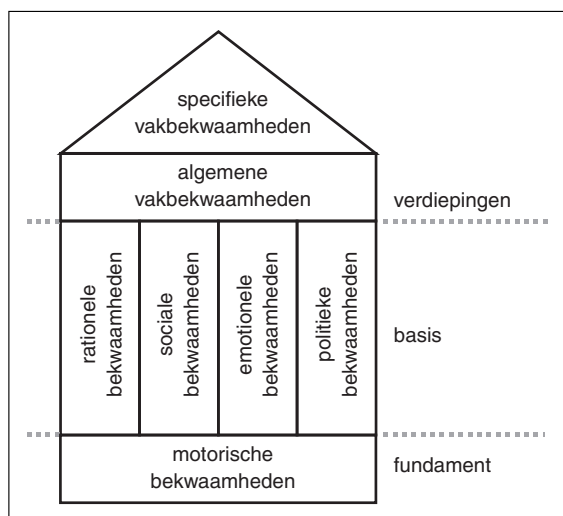 specifieke
vakbekwaamheden
algemene
vakbekwaamheden
verdiepingen
rationele
bekwaamheden
sociale
bekwaamheden
emotionele
bekwaamheden
politieke
bekwaamheden
basis
motorische
bekwaamheden
fundament